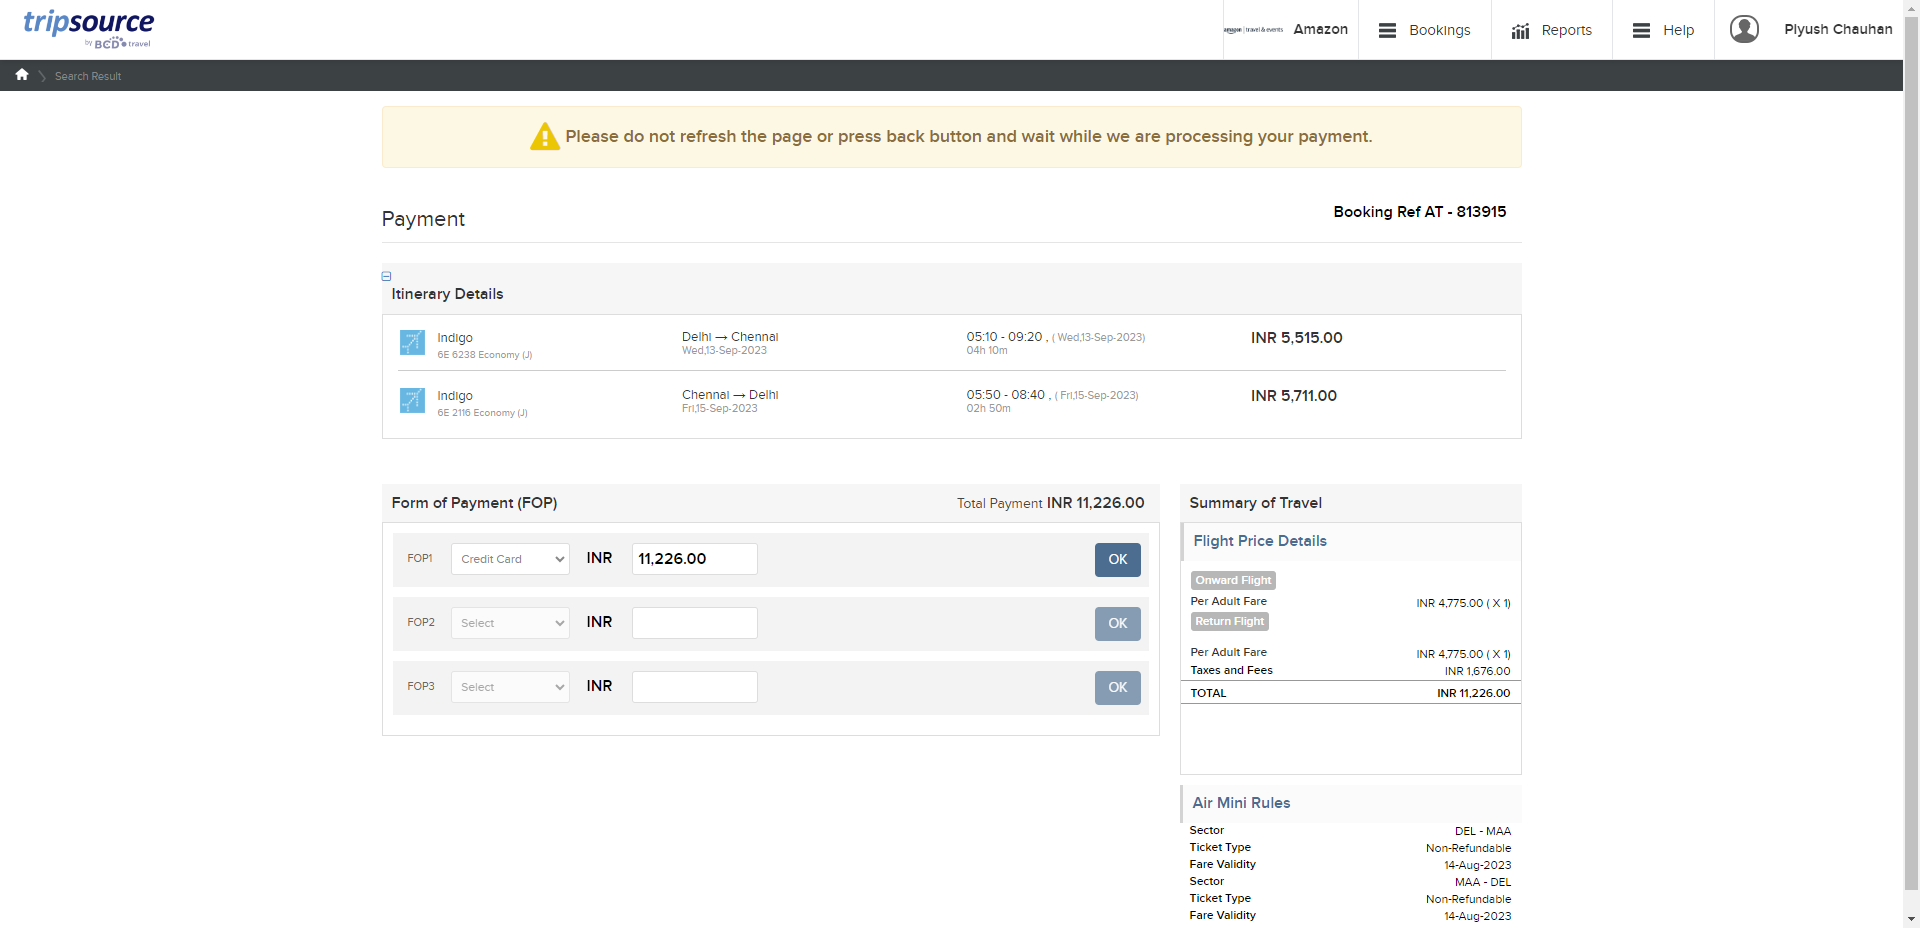 tripsource
by BCD travel
amazon | travel & events
Amazon
Bookings
Reports
Help
Piyush Chauhan
Search Result
Please do not refresh the page or press back button and wait while we are processing your payment.
Payment
Booking Ref AT - 813915
Itinerary Details
Indigo
6E 6238 Economy (J)
Delhi → Chennai
Wed,13-Sep-2023
05:10 - 09:20 , ( Wed,13-Sep-2023)
04h 10m
INR 5,515.00
Indigo
6E 2116 Economy (J)
Chennai → Delhi
Fri,15-Sep-2023
05:50 - 08:40 , ( Fri,15-Sep-2023)
02h 50m
INR 5,711.00
Form of Payment (FOP)
Total Payment INR 11,226.00
FOP1 Credit Card INR 11,226.00 OK
FOP2 Select INR OK
FOP3 Select INR OK
Summary of Travel
Flight Price Details
Onward Flight
Per Adult Fare INR 4,775.00 ( X 1)
Return Flight
Per Adult Fare INR 4,775.00 ( X 1)
Taxes and Fees INR 1,676.00
TOTAL INR 11,226.00
Air Mini Rules
Sector DEL - MAA
Ticket Type Non-Refundable
Fare Validity 14-Aug-2023
Sector MAA - DEL
Ticket Type Non-Refundable
Fare Validity 14-Aug-2023